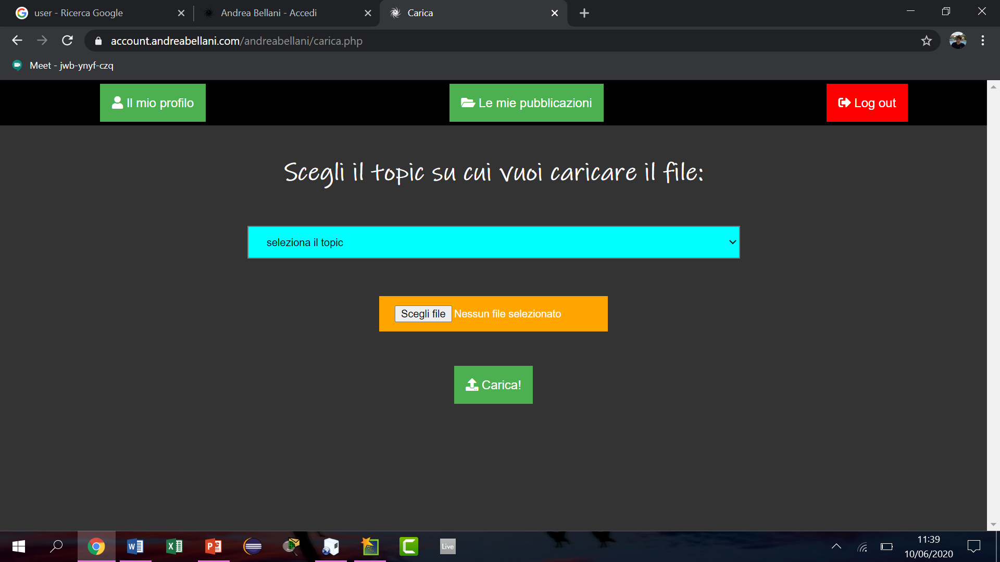 user - Ricerca Google
Andrea Bellani - Accedi
Carica
account.andreabellani.com/andreabellani/carica.php
Meet - jwb-ynyf-czq
Il mio profilo
Le mie pubblicazioni
Log out
Scegli il topic su cui vuoi caricare il file:
seleziona il topic
Scegli file Nessun file selezionato
Carica!
Live
11:39
10/06/2020